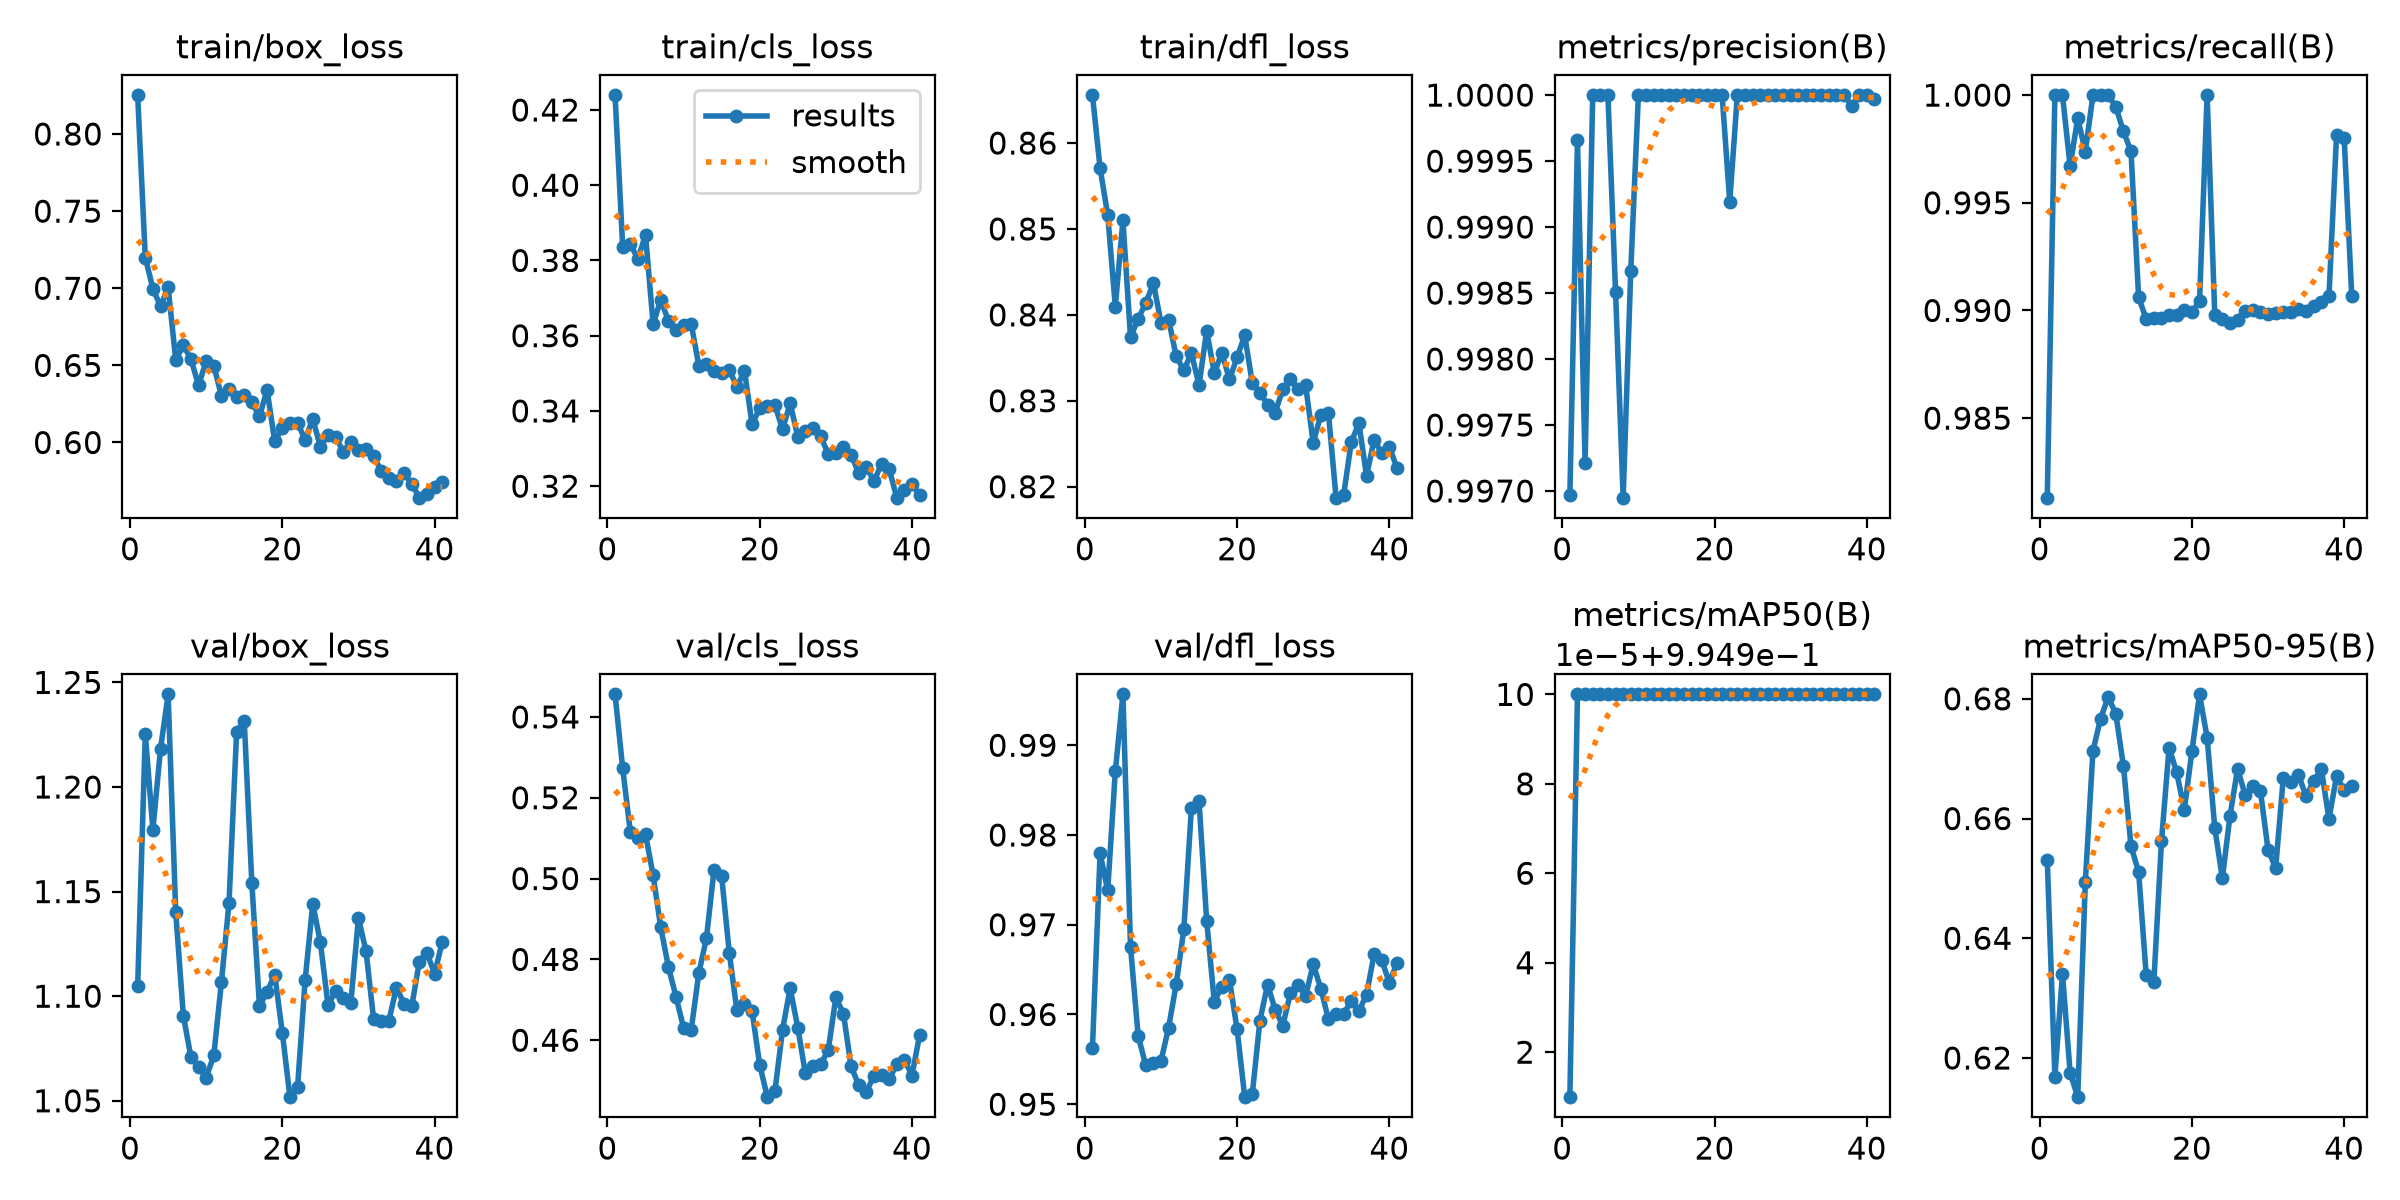 train/box_loss
0.80
0.75
0.70
0.65
0.60
0 20 40
train/cls_loss
results
smooth
0.42
0.40
0.38
0.36
0.34
0.32
0 20 40
train/dfl_loss
0.86
0.85
0.84
0.83
0.82
0 20 40
metrics/precision(B)
1.0000
0.9995
0.9990
0.9985
0.9980
0.9975
0.9970
0 20 40
metrics/recall(B)
1.000
0.995
0.990
0.985
0 20 40
val/box_loss
1.25
1.20
1.15
1.10
1.05
0 20 40
val/cls_loss
0.54
0.52
0.50
0.48
0.46
0 20 40
val/dfl_loss
0.99
0.98
0.97
0.96
0.95
0 20 40
metrics/mAP50(B)
1e−5+9.949e−1
10
8
6
4
2
0 20 40
metrics/mAP50-95(B)
0.68
0.66
0.64
0.62
0 20 40